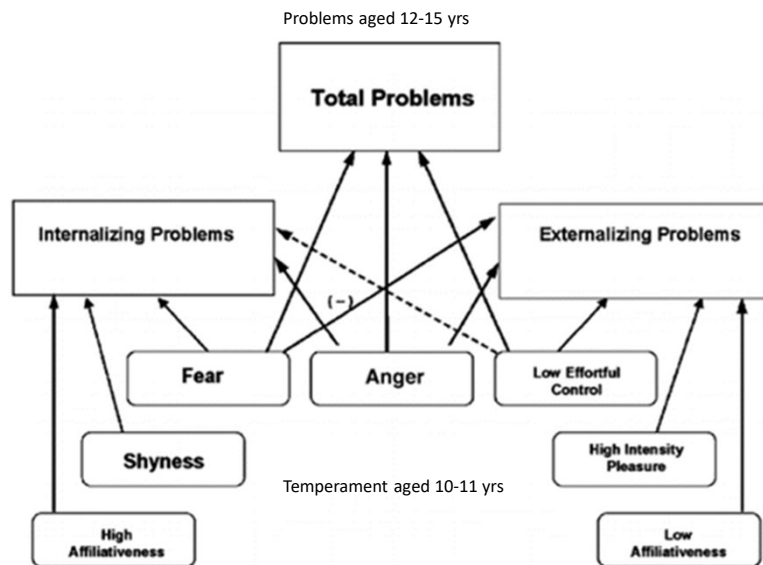 Problems aged 12-15 yrs
Total Problems
Internalizing Problems
Externalizing Problems
(-)
Fear
Anger
Low Effortful
Control
Shyness
High Intensity
Pleasure
Temperament aged 10-11 yrs
High
Affiliativeness
Low
Affiliativeness